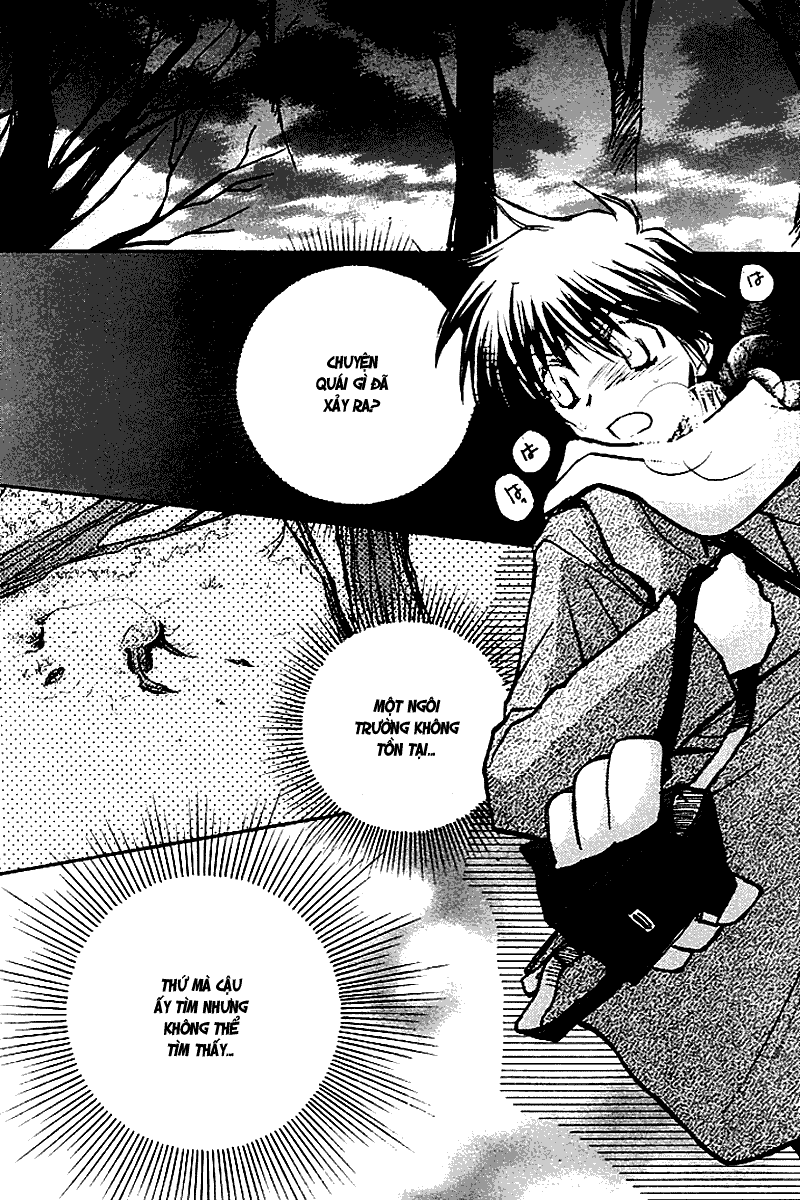 は
CHUYỆN
QUÁI GÌ ĐÃ
XẢY RA?
は
は
MỘT NGÔI
TRƯỜNG KHÔNG
TỒN TẠI...
THỨ MÀ CẬU
ẤY TÌM NHƯNG
KHÔNG THỂ
TÌM THẤY...